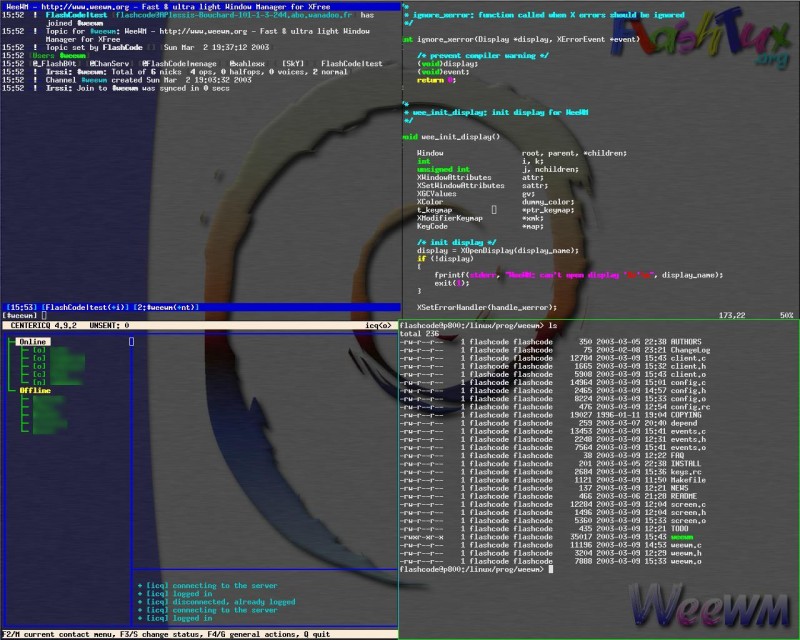 WeeWM - http://www.weewm.org - Fast & ultra light Window Manager for XFree
15:52 ! FlashCode|test [flashcode@APlessis-Bouchard-101-1-3-244.abo.wanadoo.fr has
joined #weewm
15:52 ! Topic for #weewm: WeeWM - http://www.weewm.org - Fast & ultra light Window
Manager for XFree
15:52 ! Topic set by FlashCode [] [Sun Mar 2 19:37:12 2003]
15:52 [Users #weewm]
15:52 [@_FlashBot ] [@ChanServ ] [@FlashCode|menage] [@sahlexx] [ [SkY] ] [ FlashCode|test]
15:52 ! Irssi: #weewm: Total of 6 nicks 4 ops, 0 halfops, 0 voices, 2 normal
15:52 ! Channel #weewm created Sun Mar 2 19:03:32 2003
15:52 ! Irssi: Join to #weewm was synced in 0 secs
[15:53] [FlashCode|test(+i)] [2:#weewm(+nt)]
[#weewm]
/*
* ignore_xerror: function called when X errors should be ignored
*/
int ignore_xerror(Display *display, XErrorEvent *event)
/* prevent compiler warning */
(void)display;
(void)event;
return 0;
/*
* wee_init_display: init display for WeeWM
*/
void wee_init_display()
Window root, parent, *children;
int i, k;
unsigned int j, nchildren;
XWindowAttributes attr;
XSetWindowAttributes sattr;
XGCValues gv;
XColor dummy_color;
t_keymap *ptr_keymap;
XModifierKeymap *xmk;
KeyCode *map;
/* init display */
display = XOpenDisplay(display_name);
if (!display)
{
fprintf(stderr, "WeeWM: can't open display \"%s\"\n", display_name);
exit(1);
}
XSetErrorHandler(handle_xerror);
173,22 50%
FlashTux
.org
CENTERICQ 4.9.2 UNSENT: 0 icq(o)
Online
[o]
[o]
[o]
[c]
[n]
Offline
* [icq] connecting to the server
* [icq] logged in
* [icq] disconnected, already logged
* [icq] connecting to the server
* [icq] logged in
F2/M current contact menu, F3/S change status, F4/G general actions, Q quit
flashcode@p800:/linux/prog/weewm> ls
total 236
-rw-r--r-- 1 flashcode flashcode 350 2003-03-05 22:38 AUTHORS
-rw-r--r-- 1 flashcode flashcode 75 2003-02-08 23:21 ChangeLog
-rw-r--r-- 1 flashcode flashcode 12784 2003-03-09 15:43 client.c
-rw-r--r-- 1 flashcode flashcode 1665 2003-03-09 15:32 client.h
-rw-r--r-- 1 flashcode flashcode 5908 2003-03-09 15:43 client.o
-rw-r--r-- 1 flashcode flashcode 14964 2003-03-09 15:01 config.c
-rw-r--r-- 1 flashcode flashcode 2465 2003-03-09 14:57 config.h
-rw-r--r-- 1 flashcode flashcode 8224 2003-03-09 15:33 config.o
-rw-r--r-- 1 flashcode flashcode 476 2003-03-09 12:54 config.rc
-rw-r--r-- 1 flashcode flashcode 19027 1996-01-11 19:04 COPYING
-rw-r--r-- 1 flashcode flashcode 259 2003-03-07 20:40 depend
-rw-r--r-- 1 flashcode flashcode 13453 2003-03-09 15:41 events.c
-rw-r--r-- 1 flashcode flashcode 2248 2003-03-09 12:31 events.h
-rw-r--r-- 1 flashcode flashcode 7564 2003-03-09 15:41 events.o
-rw-r--r-- 1 flashcode flashcode 38 2003-03-09 12:22 FAQ
-rw-r--r-- 1 flashcode flashcode 201 2003-03-05 22:38 INSTALL
-rw-r--r-- 1 flashcode flashcode 2684 2003-03-09 15:36 keys.rc
-rw-r--r-- 1 flashcode flashcode 1121 2003-03-09 11:50 Makefile
-rw-r--r-- 1 flashcode flashcode 137 2003-03-09 12:21 NEWS
-rw-r--r-- 1 flashcode flashcode 466 2003-03-06 21:28 README
-rw-r--r-- 1 flashcode flashcode 12284 2003-03-09 12:04 screen.c
-rw-r--r-- 1 flashcode flashcode 1496 2003-03-09 12:04 screen.h
-rw-r--r-- 1 flashcode flashcode 5360 2003-03-09 15:33 screen.o
-rw-r--r-- 1 flashcode flashcode 435 2003-03-09 12:21 TODO
-rwxr-xr-x 1 flashcode flashcode 35017 2003-03-09 15:43 weewm
-rw-r--r-- 1 flashcode flashcode 11196 2003-03-09 14:53 weewm.c
-rw-r--r-- 1 flashcode flashcode 3204 2003-03-09 12:29 weewm.h
-rw-r--r-- 1 flashcode flashcode 7088 2003-03-09 15:33 weewm.o
flashcode@p800:/linux/prog/weewm>
WeeWM